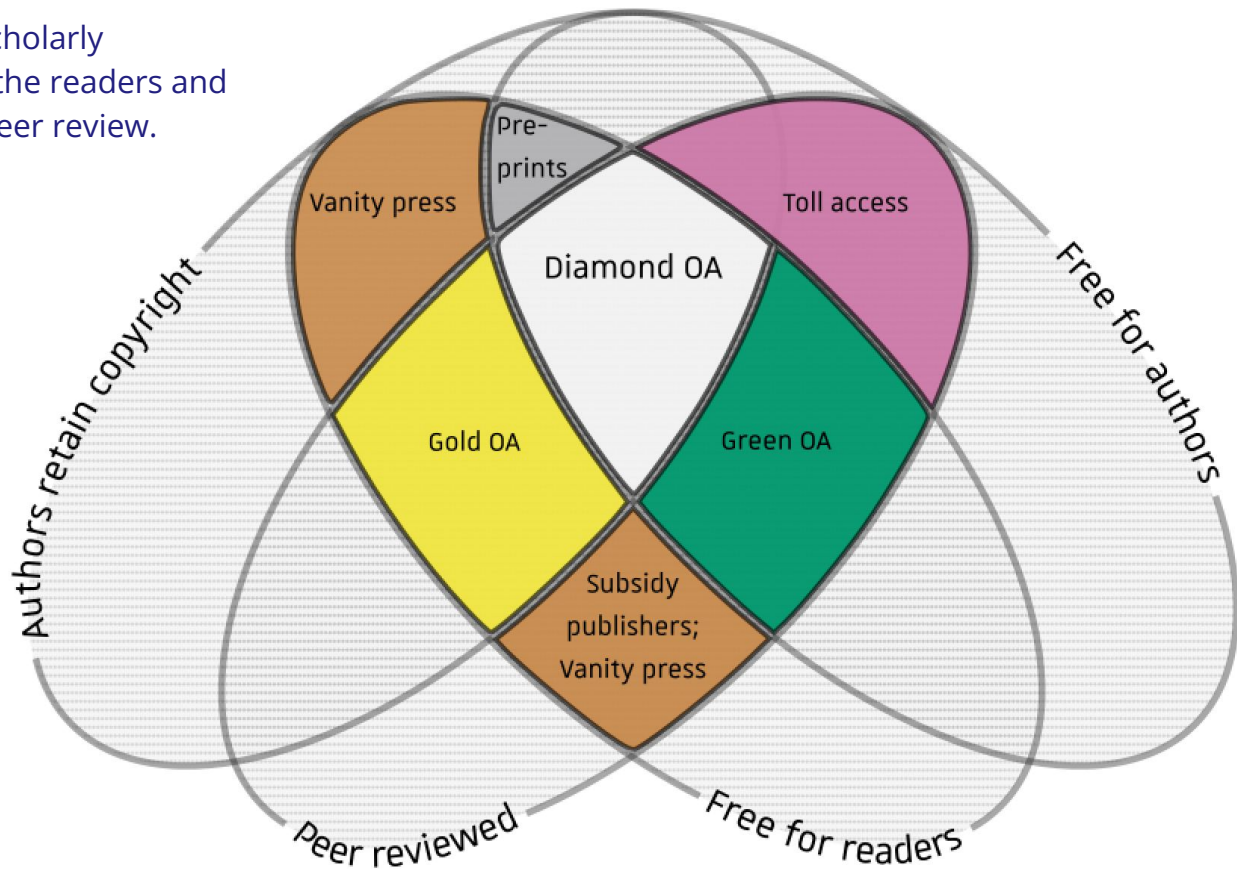 cholarly
the readers and
eer review.
Pre-
prints
Vanity press
Toll access
Diamond OA
Authors retain copyright
Free for authors
Gold OA
Green OA
Subsidy
publishers;
Vanity press
Peer reviewed
Free for readers